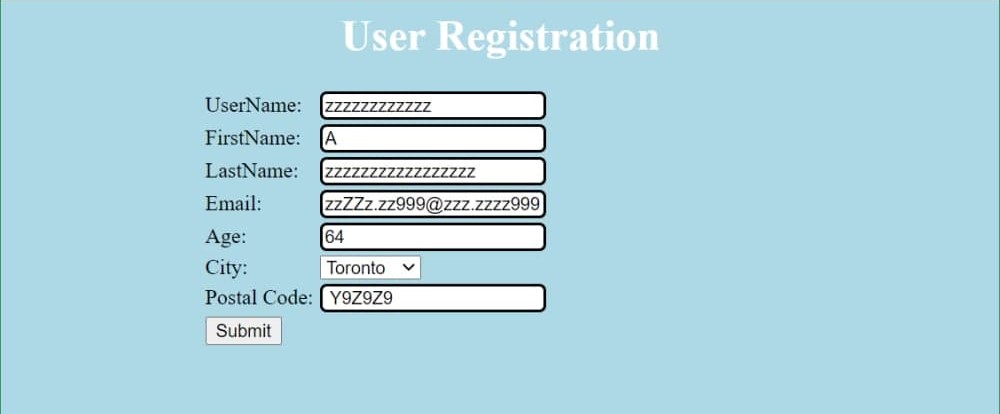 User Registration
UserName: zzzzzzzzzzzz
FirstName: A
LastName: zzzzzzzzzzzzzzzzz
Email: zzZZz.zz999@zzz.zzzz999
Age: 64
City: Toronto
Postal Code: Y9Z9Z9
Submit